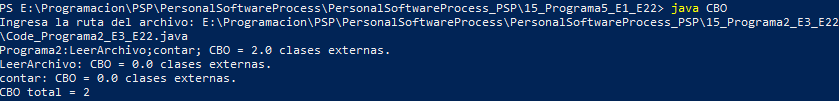 PS E:\Programacion\PSP\PersonalSoftwareProcess\PersonalSoftwareProcess_PSP\15_Programa5_E1_E22> java CBO
Ingresa la ruta del archivo: E:\Programacion\PSP\PersonalSoftwareProcess\PersonalSoftwareProcess_PSP\15_Programa2_E3_E22
\Code_Programa2_E3_E22.java
Programa2:LeerArchivo;contar; CBO = 2.0 clases externas.
LeerArchivo: CBO = 0.0 clases externas.
contar: CBO = 0.0 clases externas.
CBO total = 2